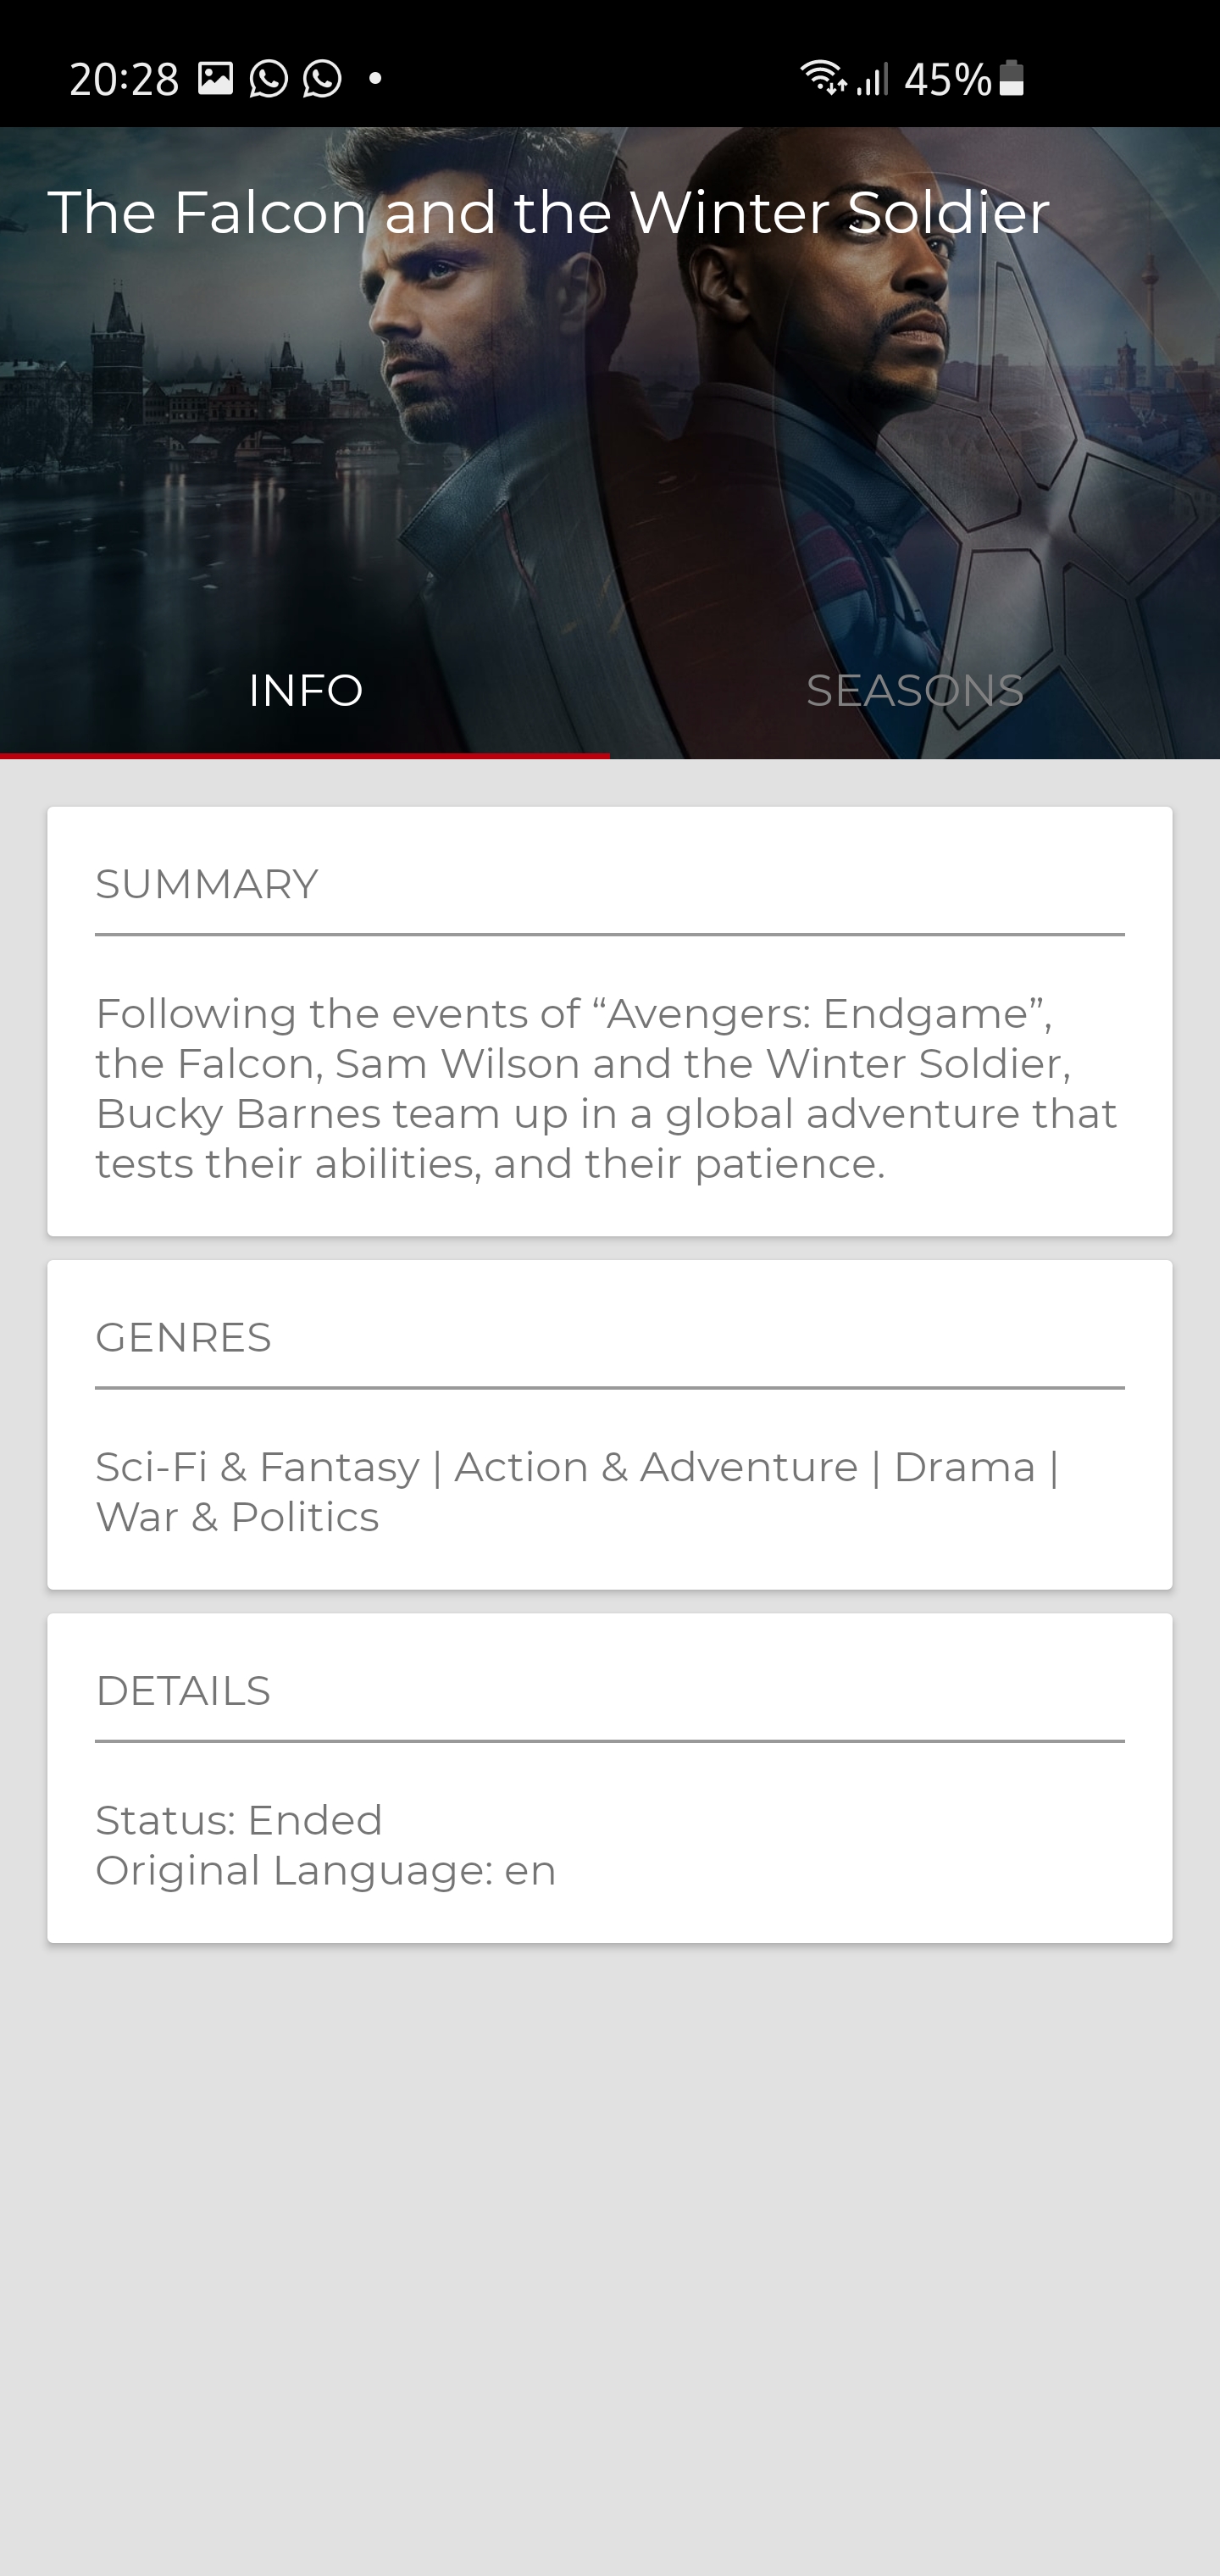 20:28
45%
The Falcon and the Winter Soldier
INFO
SEASONS
SUMMARY
Following the events of “Avengers: Endgame”,
the Falcon, Sam Wilson and the Winter Soldier,
Bucky Barnes team up in a global adventure that
tests their abilities, and their patience.
GENRES
Sci-Fi & Fantasy | Action & Adventure | Drama |
War & Politics
DETAILS
Status: Ended
Original Language: en